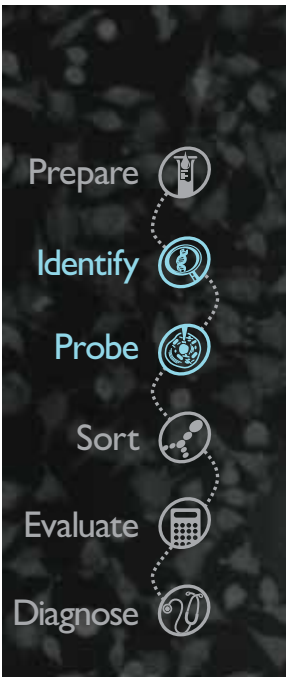 Prepare
Identify
Probe
Sort
Evaluate
Diagnose